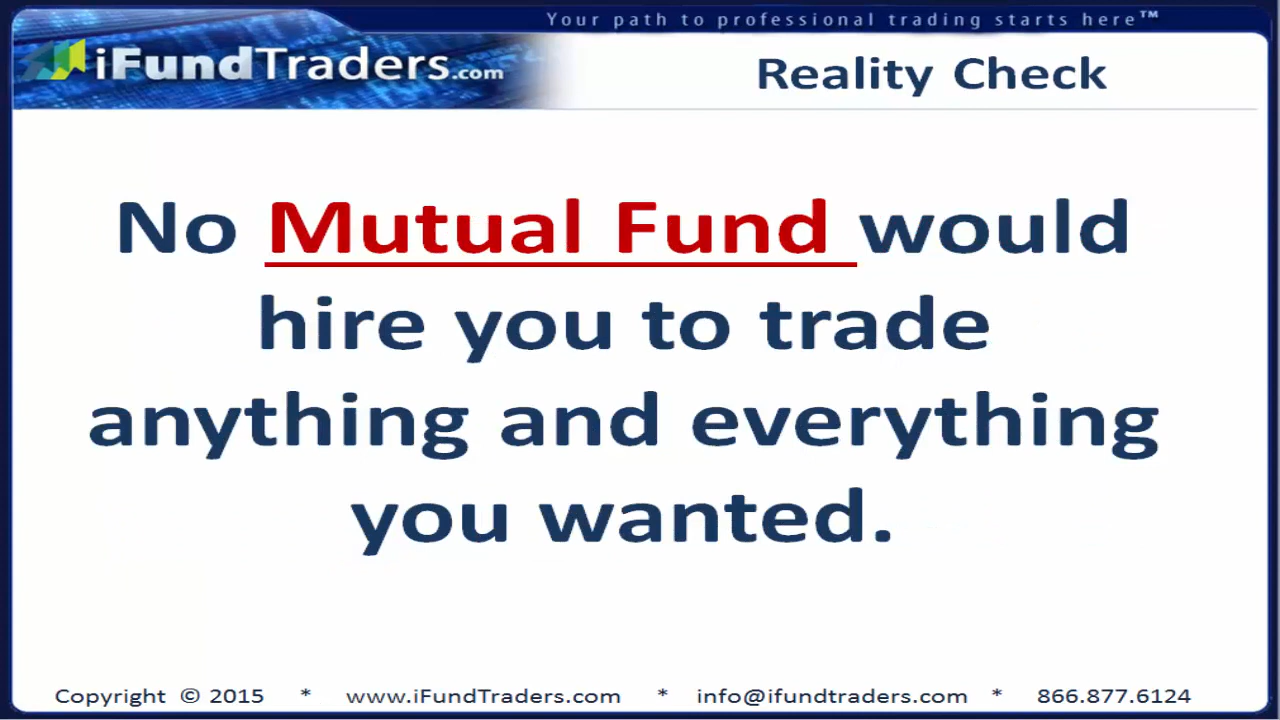 Your path to professional trading starts here™
iFundTraders.com
Reality Check
No Mutual Fund would
hire you to trade
anything and everything
you wanted.
Copyright © 2015 * www.iFundTraders.com * info@ifundtraders.com * 866.877.6124